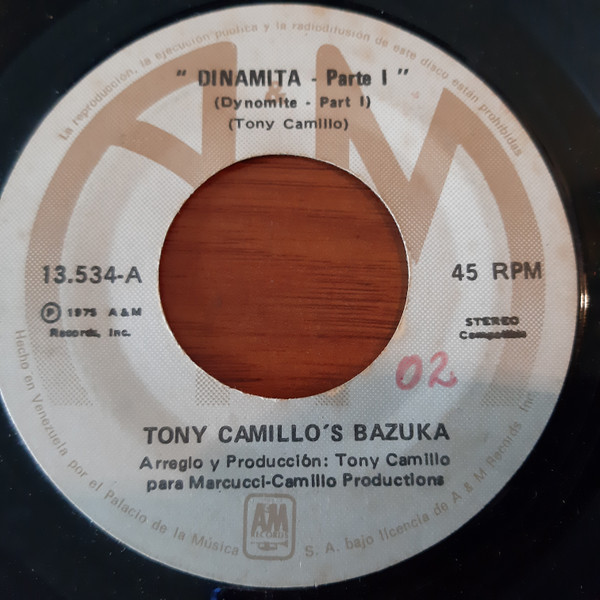 La reproducción, la ejecución pública y la radiodifusión de este disco están prohibidas
A&M
" DINAMITA - Parte I "
(Dynomite - Part I)
(Tony Camillo)
13.534-A
45 RPM
Ⓟ 1975 A & M
Records, Inc.
STEREO
Compatible
02
TONY CAMILLO´S BAZUKA
Arreglo y Producción: Tony Camillo
para Marcucci-Camillo Productions
A&M
RECORDS
Hecho en Venezuela por el Palacio de la Música S. A. bajo licencia de A & M Records Inc.